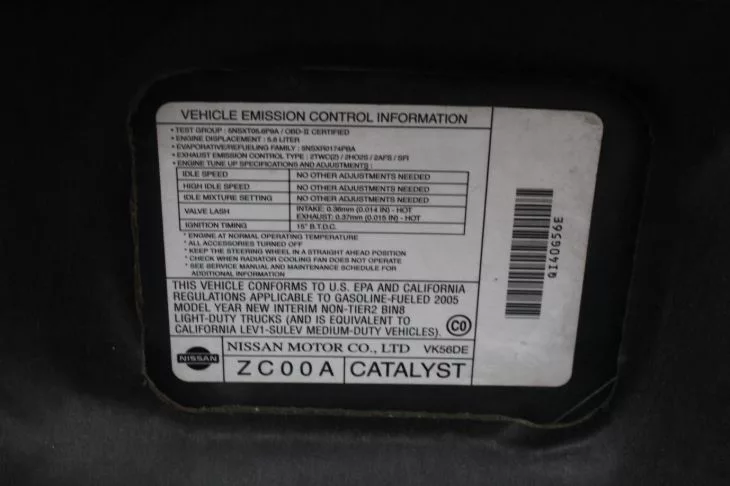 VEHICLE EMISSION CONTROL INFORMATION
• TEST GROUP : 5NSXT05.6P9A / OBD-II CERTIFIED
• ENGINE DISPLACEMENT : 5.6 LITER
• EVAPORATIVE/REFUELING FAMILY : 5NSXR0174PBA
• EXHAUST EMISSION CONTROL TYPE : 2TWC(2) / 2HO2S / 2AFS / SFI
• ENGINE TUNE UP SPECIFICATIONS AND ADJUSTMENTS :
IDLE SPEED NO OTHER ADJUSTMENTS NEEDED
HIGH IDLE SPEED NO OTHER ADJUSTMENTS NEEDED
IDLE MIXTURE SETTING NO OTHER ADJUSTMENTS NEEDED
VALVE LASH INTAKE: 0.36mm (0.014 IN) - HOT
EXHAUST: 0.37mm (0.015 IN) - HOT
IGNITION TIMING 15° B.T.D.C.
* ENGINE AT NORMAL OPERATING TEMPERATURE
* ALL ACCESSORIES TURNED OFF
* KEEP THE STEERING WHEEL IN A STRAIGHT AHEAD POSITION
* CHECK WHEN RADIATOR COOLING FAN DOES NOT OPERATE
* SEE SERVICE MANUAL AND MAINTENANCE SCHEDULE FOR
ADDITIONAL INFORMATION
THIS VEHICLE CONFORMS TO U.S. EPA AND CALIFORNIA
REGULATIONS APPLICABLE TO GASOLINE-FUELED 2005
MODEL YEAR NEW INTERIM NON-TIER2 BIN8
LIGHT-DUTY TRUCKS (AND IS EQUIVALENT TO
CALIFORNIA LEV1-SULEV MEDIUM-DUTY VEHICLES).
CO
NISSAN
NISSAN MOTOR CO., LTD VK56DE
ZC00A CATALYST
QI40G56E